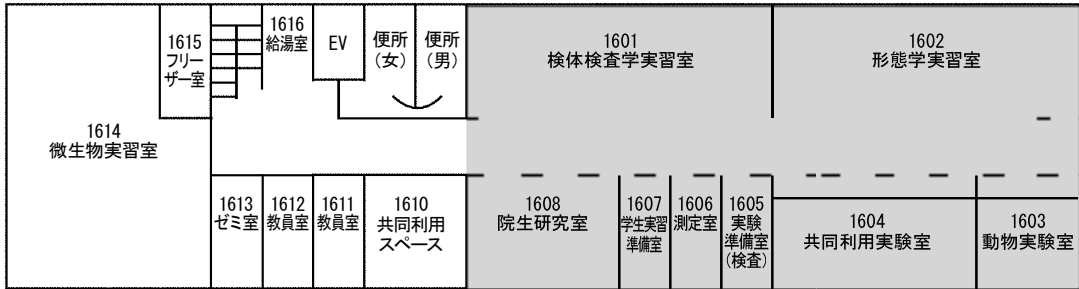 1615
フリー
ザー室
1616
給湯室
EV
便所
(女)
便所
(男)
1601
検体検査学実習室
1602
形態学実習室
1614
微生物実習室
1613
ゼミ室
1612
教員室
1611
教員室
1610
共同利用
スペース
1608
院生研究室
1607
学生実習
準備室
1606
測定室
1605
実験
準備室
(検査)
1604
共同利用実験室
1603
動物実験室